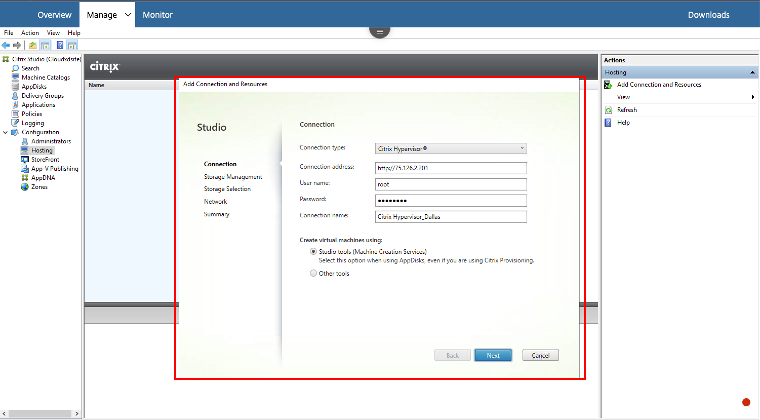 Overview
Manage
Monitor
Downloads
File Action View Help
Citrix Studio (Cloudxdsite)
Search
Machine Catalogs
AppDisks
Delivery Groups
Applications
Policies
Logging
Configuration
Administrators
Hosting
StoreFront
App-V Publishing
AppDNA
Zones
CITRIX
Name
Add Connection and Resources
Studio
Connection
Storage Management
Storage Selection
Network
Summary
Connection
Connection type:
Citrix Hypervisor®
Connection address:
http://75.126.2.201
User name:
root
Password:
••••••••
Connection name:
Citrix Hypervisor_Dallas
Create virtual machines using:
Studio tools (Machine Creation Services)
Select this option when using AppDisks, even if you are using Citrix Provisioning.
Other tools
Back
Next
Cancel
Actions
Hosting
Add Connection and Resources
View
Refresh
Help